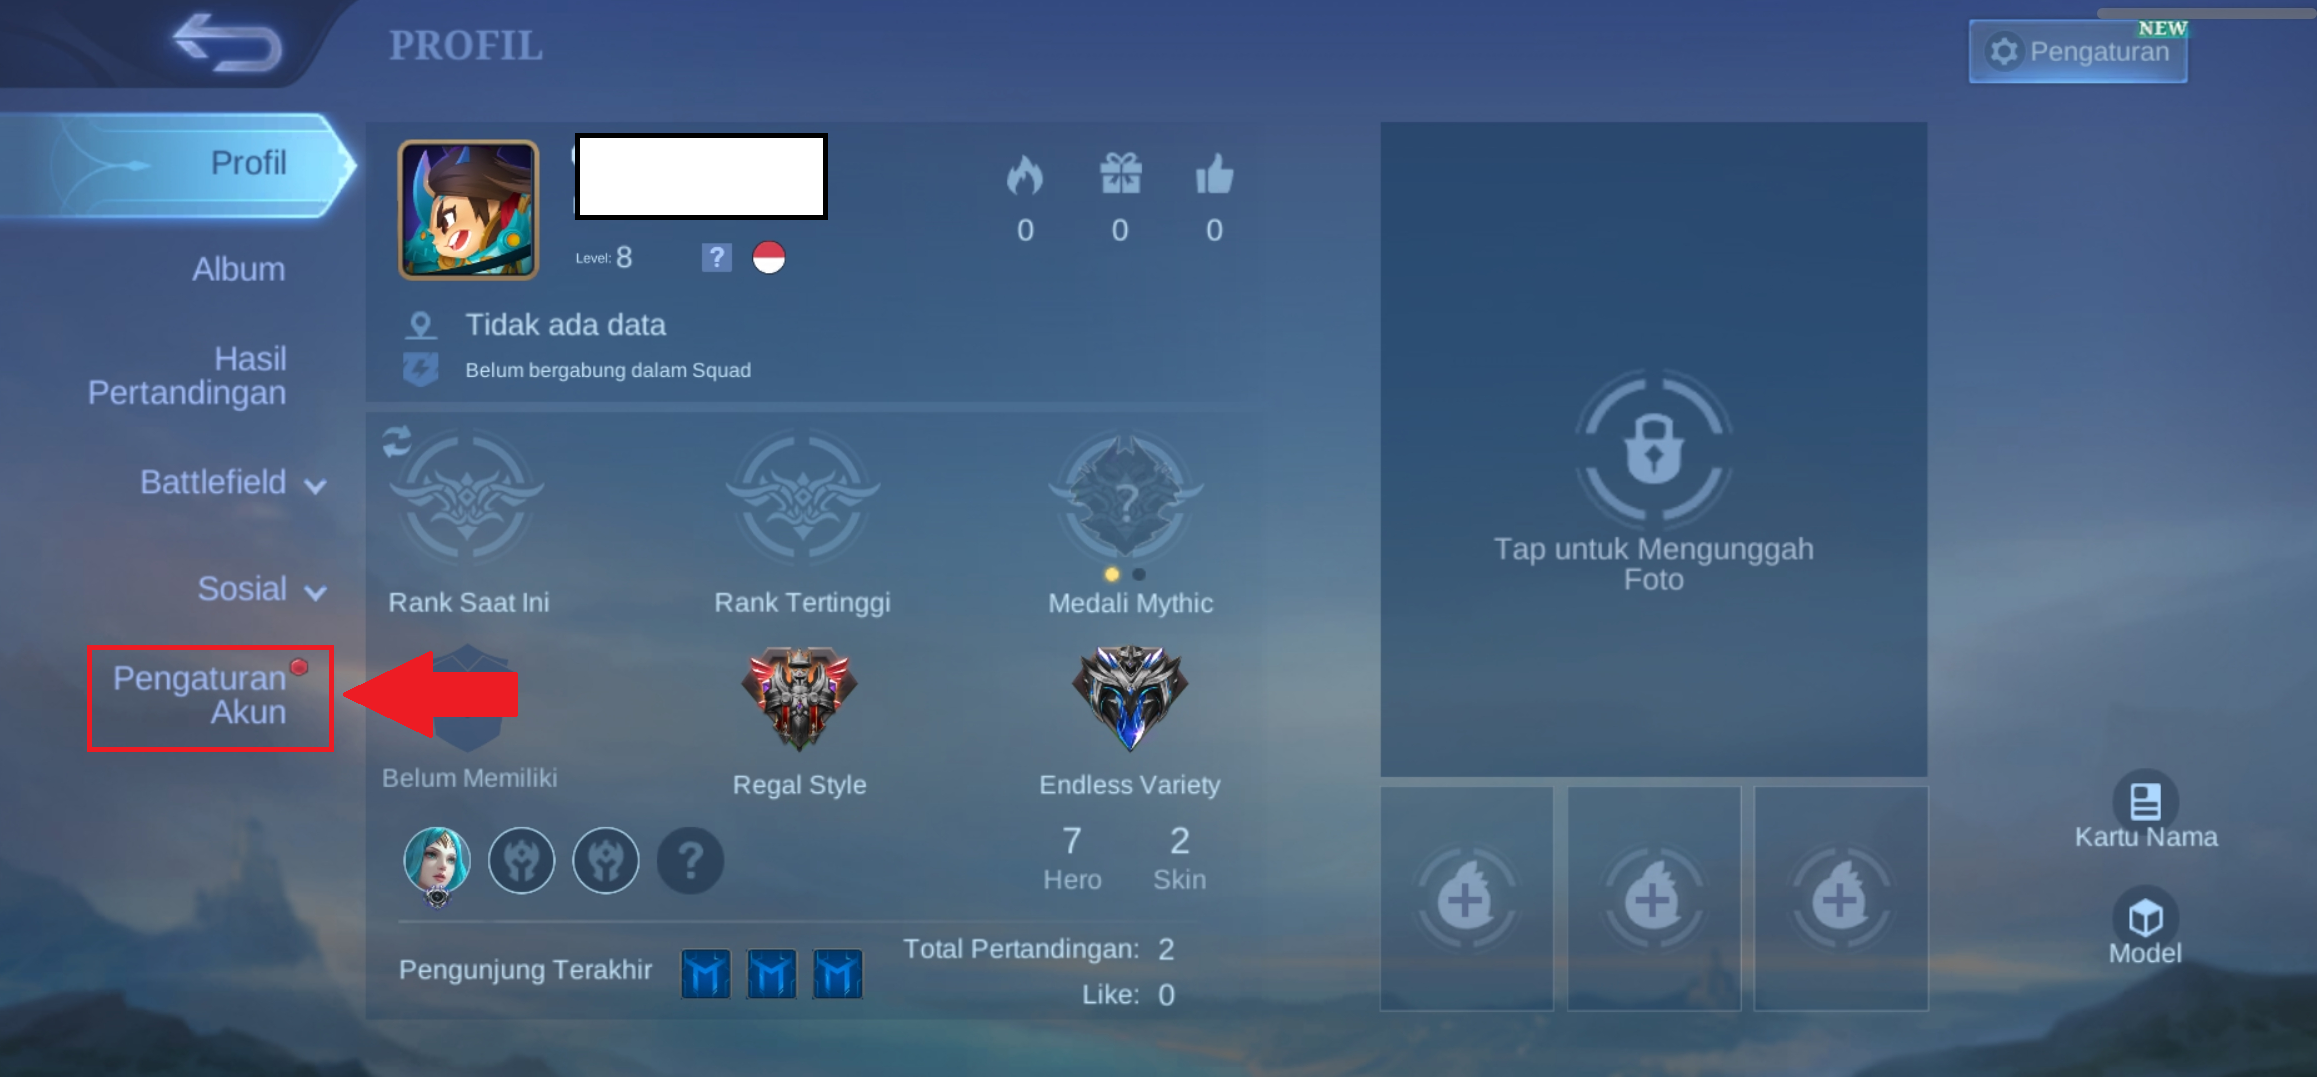 PROFIL
NEW
Pengaturan
Profil
Album
Hasil
Pertandingan
Battlefield
Sosial
Pengaturan
Akun
Level: 8
?
0
0
0
Tidak ada data
Belum bergabung dalam Squad
Rank Saat Ini
Rank Tertinggi
?
Medali Mythic
Belum Memiliki
Regal Style
Endless Variety
?
7
Hero
2
Skin
Pengunjung Terakhir
Total Pertandingan: 2
Like: 0
Tap untuk Mengunggah
Foto
Kartu Nama
Model